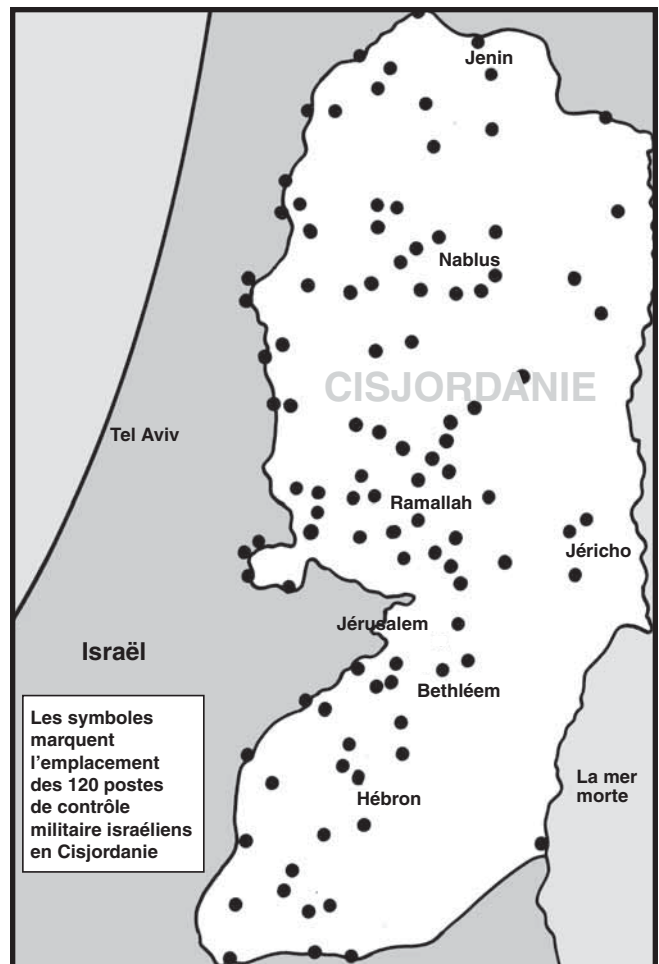 Jenin
Nablus
CISJORDANIE
Tel Aviv
Ramallah
Jéricho
Jérusalem
Israël
Bethléem
Les symboles
marquent
l'emplacement
des 120 postes
de contrôle
militaire israéliens
en Cisjordanie
La mer
morte
Hébron